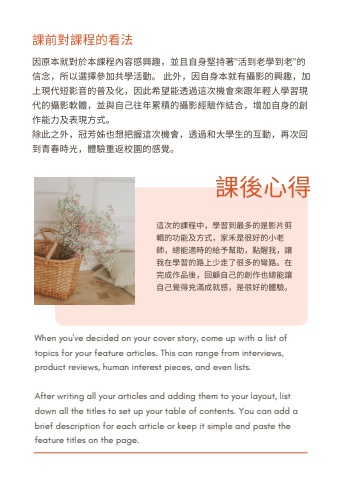 課前對課程的看法
因原本就對於本課程內容感興趣，並且自身堅持著"活到老學到老"的
信念，所以選擇參加共學活動。 此外，因自身本就有攝影的興趣，加
上現代短影音的普及化，因此希望能透過這次機會來跟年輕人學習現
代的攝影軟體，並與自己往年累積的攝影經驗作結合，增加自身的創
作能力及表現方式。
除此之外，冠芳姊也想把握這次機會，透過和大學生的互動，再次回
到青春時光，體驗重返校園的感覺。
課後心得
這次的課程中，學習到最多的是影片剪
輯的功能及方式，家禾是很好的小老
師，總能適時的給予幫助，點醒我，讓
我在學習的路上少走了很多的彎路。在
完成作品後，回顧自己的創作也總能讓
自己覺得充滿成就感，是很好的體驗。
When you've decided on your cover story, come up with a list of
topics for your feature articles. This can range from interviews,
product reviews, human interest pieces, and even lists.
After writing all your articles and adding them to your layout, list
down all the titles to set up your table of contents. You can add a
brief description for each article or keep it simple and paste the
feature titles on the page.